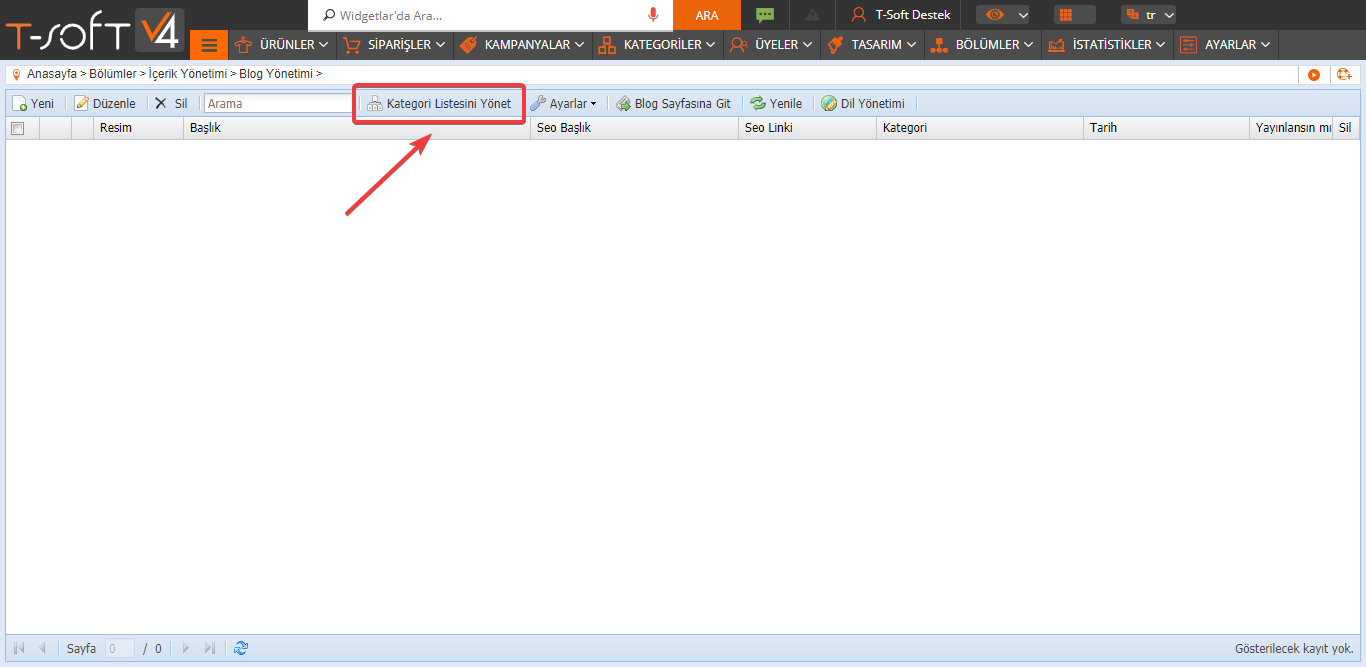 T-SOFT V4
Widgetlar'da Ara...
ARA
T-Soft Destek
tr
ÜRÜNLER
SİPARİŞLER
KAMPANYALAR
KATEGORİLER
ÜYELER
TASARIM
BÖLÜMLER
İSTATİSTİKLER
AYARLAR
Anasayfa > Bölümler > İçerik Yönetimi > Blog Yönetimi >
Yeni
Düzenle
Sil
Arama
Kategori Listesini Yönet
Ayarlar
Blog Sayfasına Git
Yenile
Dil Yönetimi
Resim
Başlık
Seo Başlık
Seo Linki
Kategori
Tarih
Yayınlansın mı
Sil
Sayfa 0 / 0
Gösterilecek kayıt yok.